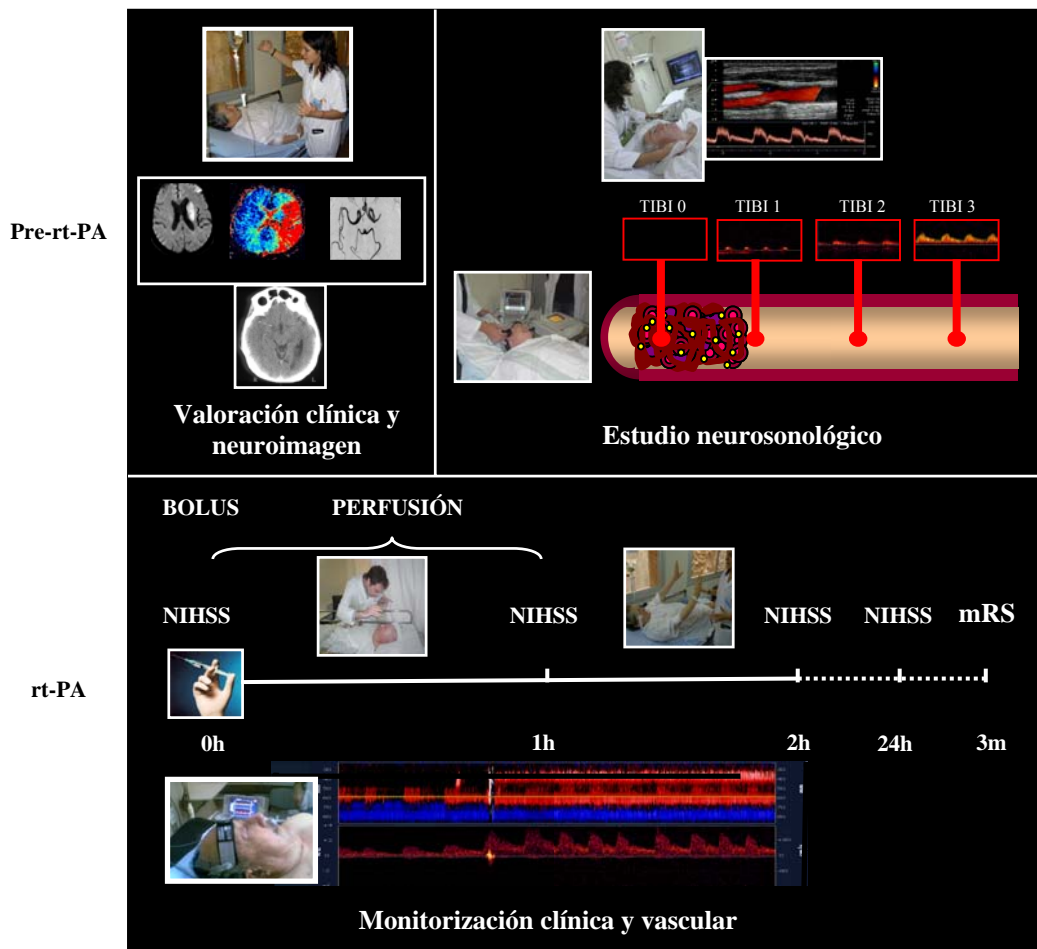 Pre-rt-PA
TIBI 0
TIBI 1
TIBI 2
TIBI 3
Valoración clínica y
neuroimagen
Estudio neurosonológico
BOLUS
PERFUSIÓN
NIHSS
NIHSS
NIHSS
NIHSS
mRS
rt-PA
0h
1h
2h
24h
3m
Monitorización clínica y vascular